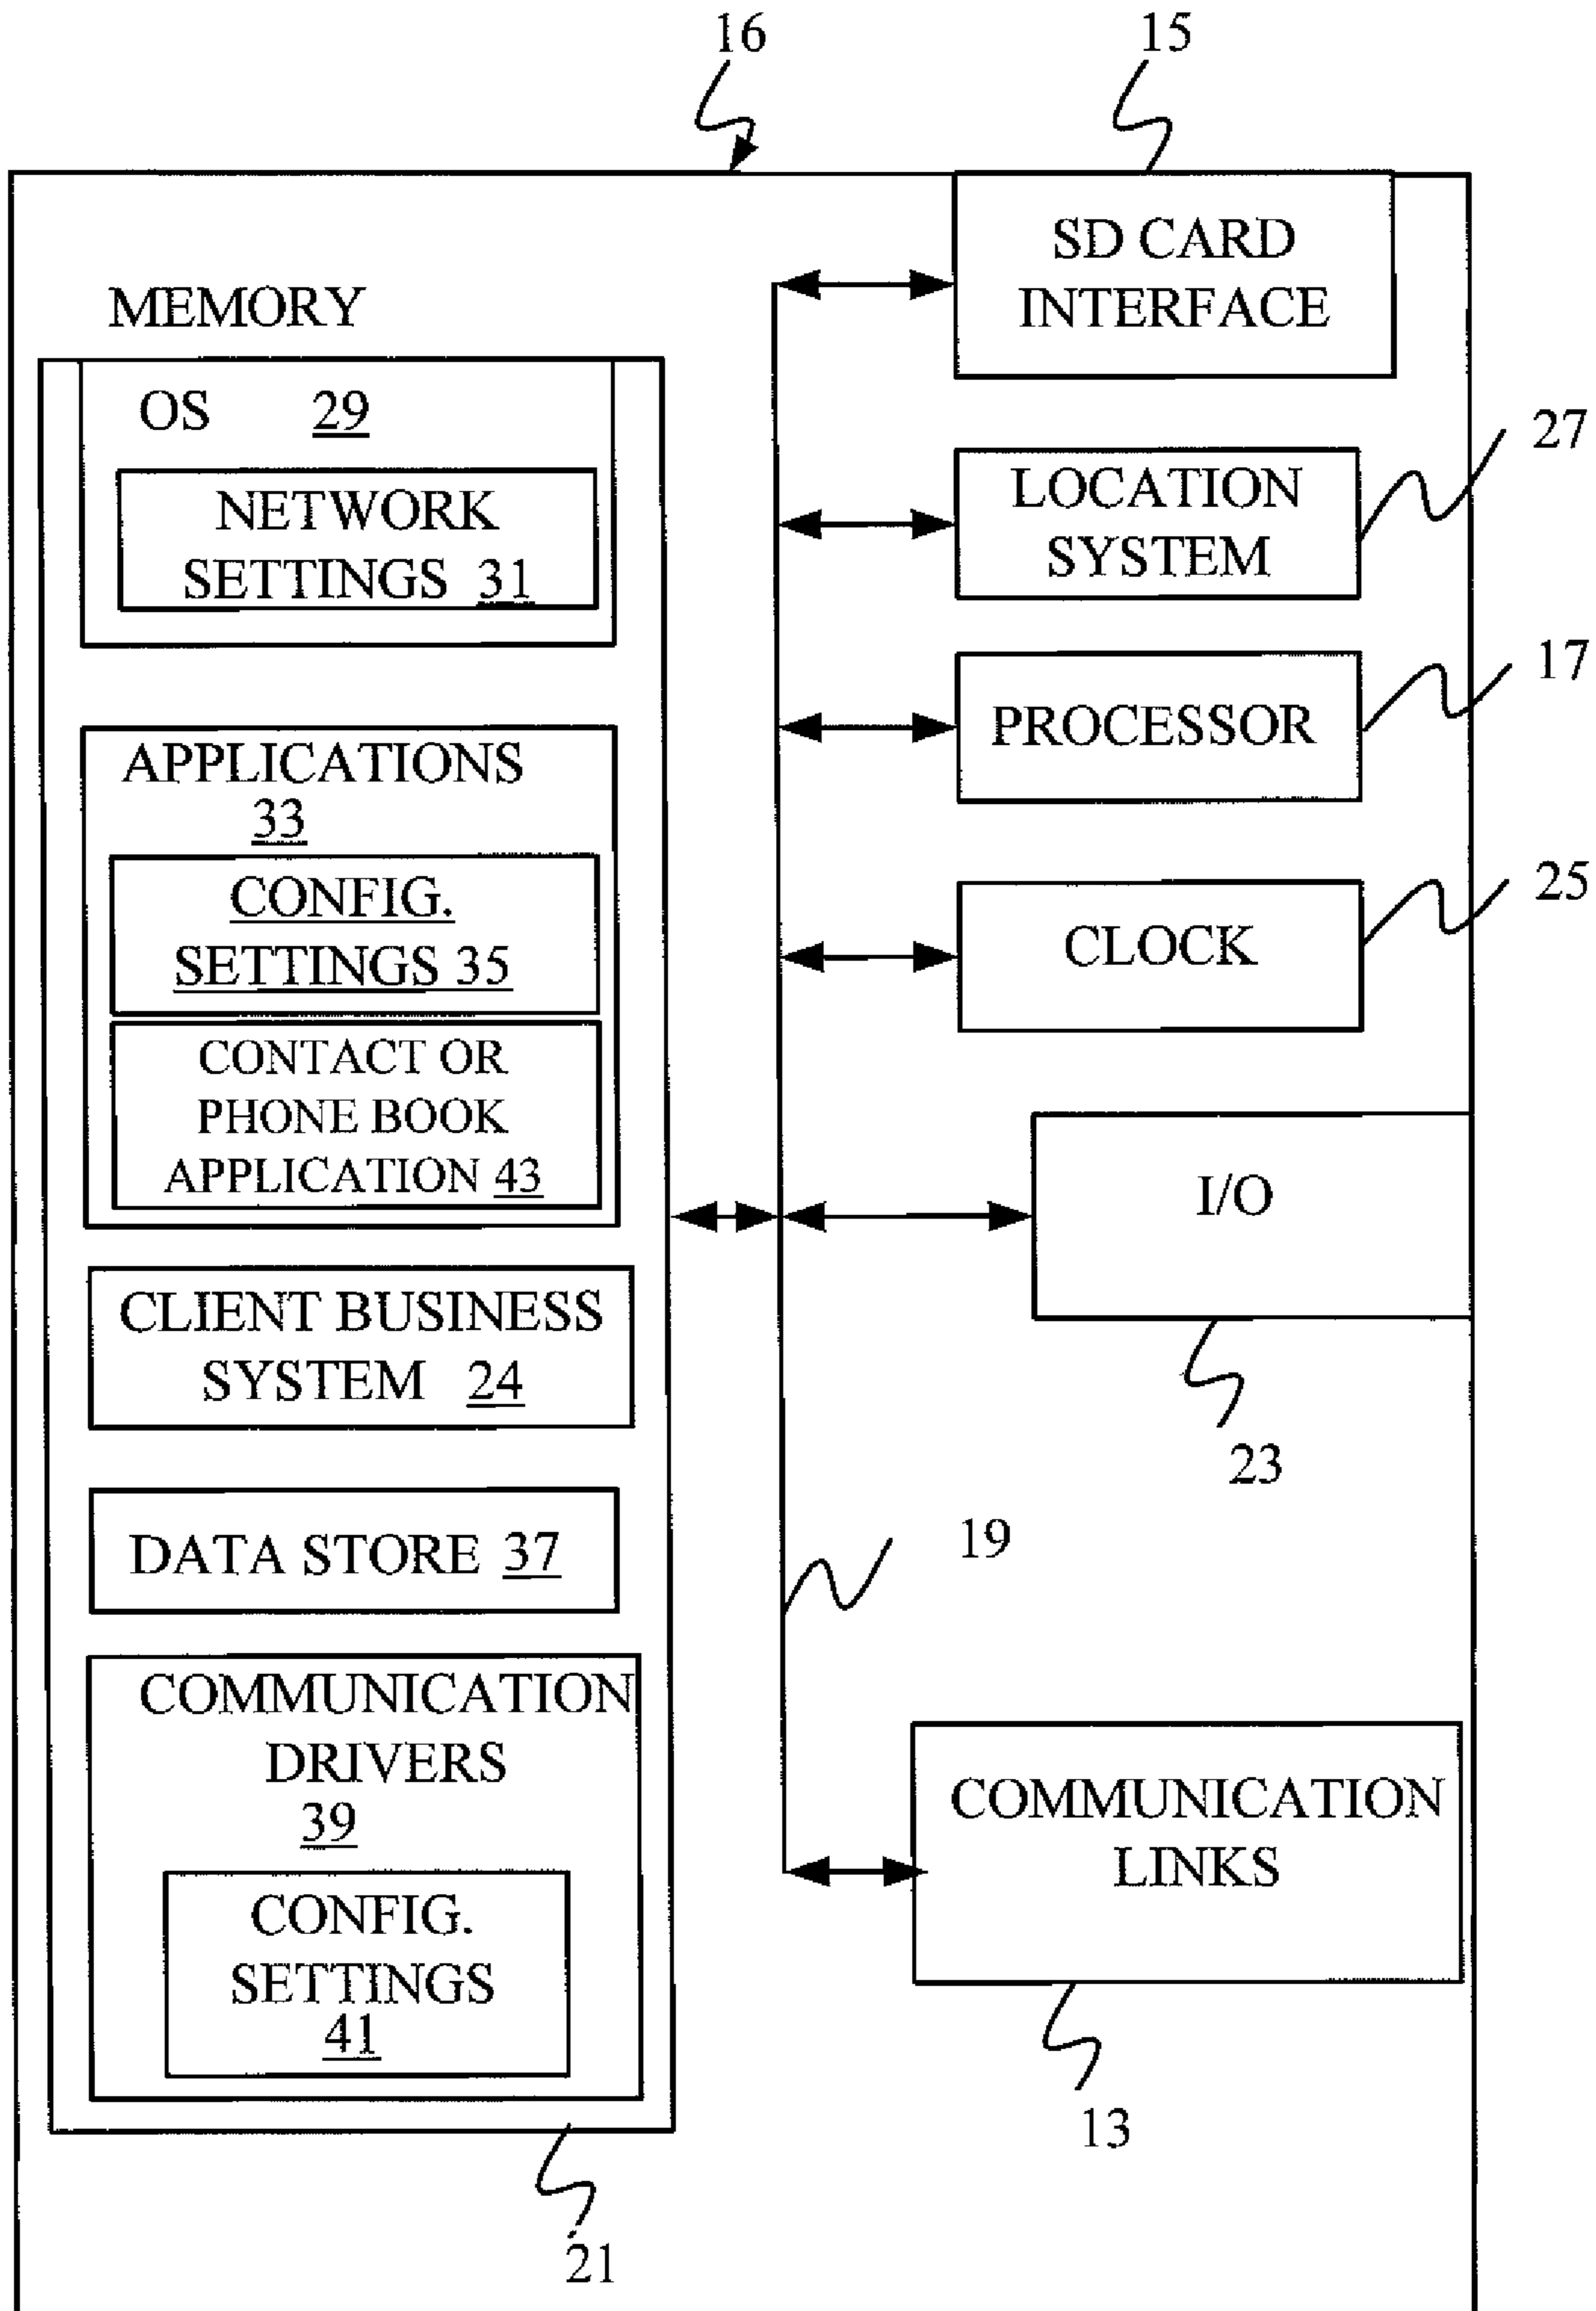 16
15
SD CARD
INTERFACE
MEMORY
OS 29
NETWORK
SETTINGS 31
27
LOCATION
SYSTEM
17
PROCESSOR
APPLICATIONS
33
CONFIG.
SETTINGS 35
25
CLOCK
CONTACT OR
PHONE BOOK
APPLICATION 43
I/O
23
CLIENT BUSINESS
SYSTEM 24
DATA STORE 37
19
COMMUNICATION
DRIVERS
39
CONFIG.
SETTINGS
41
COMMUNICATION
LINKS
13
21